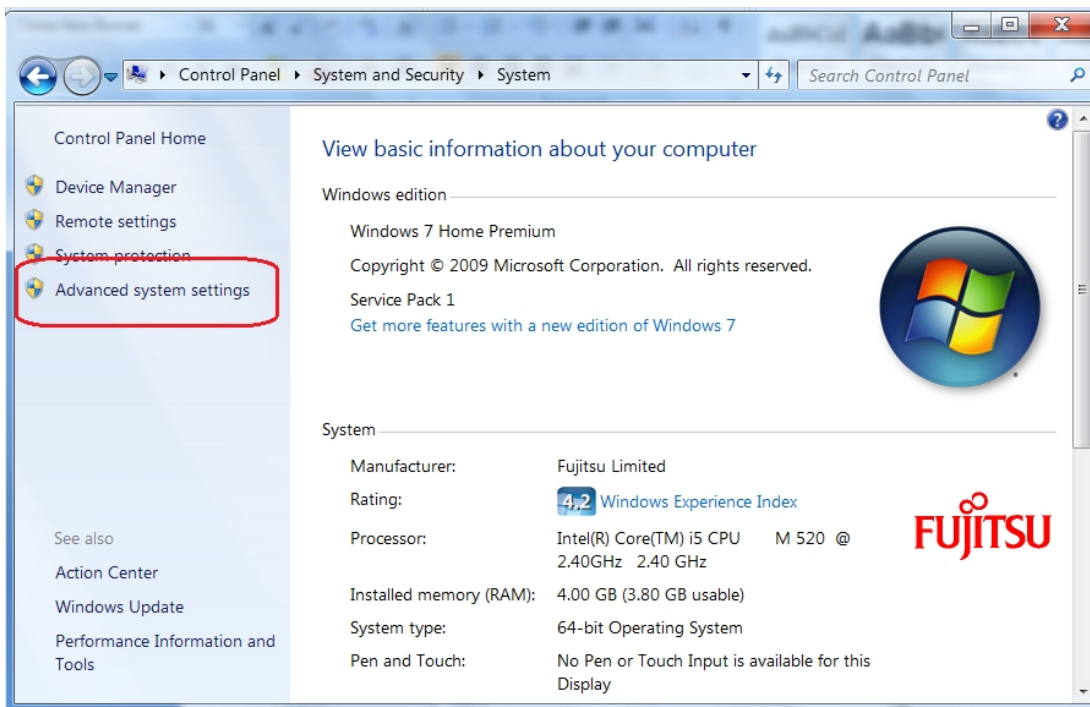 Control Panel ▸ System and Security ▸ System
Search Control Panel
Control Panel Home
Device Manager
Remote settings
System protection
Advanced system settings
See also
Action Center
Windows Update
Performance Information and
Tools
View basic information about your computer
Windows edition
Windows 7 Home Premium
Copyright © 2009 Microsoft Corporation. All rights reserved.
Service Pack 1
Get more features with a new edition of Windows 7
System
Manufacturer: Fujitsu Limited
Rating: 4,2 Windows Experience Index
Processor: Intel(R) Core(TM) i5 CPU M 520 @
2.40GHz 2.40 GHz
Installed memory (RAM): 4.00 GB (3.80 GB usable)
System type: 64-bit Operating System
Pen and Touch: No Pen or Touch Input is available for this
Display
FUJITSU